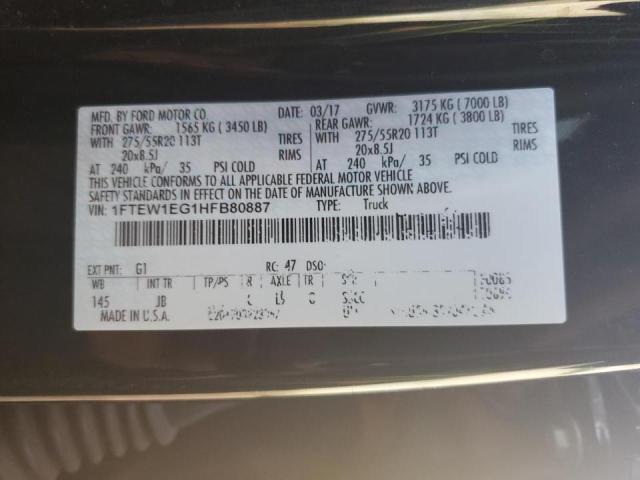 MFD. BY FORD MOTOR CO. DATE: 03/17 GVWR: 3175 KG ( 7000 LB)
FRONT GAWR: 1565 KG ( 3450 LB) REAR GAWR: 1724 KG ( 3800 LB)
WITH 275/55R20 113T TIRES WITH 275/55R20 113T TIRES
20x8.5J RIMS 20x8.5J RIMS
AT 240 kPa/ 35 PSI COLD AT 240 kPa/ 35 PSI COLD
THIS VEHICLE CONFORMS TO ALL APPLICABLE FEDERAL MOTOR VEHICLE
SAFETY STANDARDS IN EFFECT ON THE DATE OF MANUFACTURE SHOWN ABOVE.
VIN: 1FTEW1EG1HFB80887 TYPE: Truck
EXT PNT: G1 RC: 47 DSO:
WB INT TR TP/PS R AXLE TR
145 JB
MADE IN U.S.A.